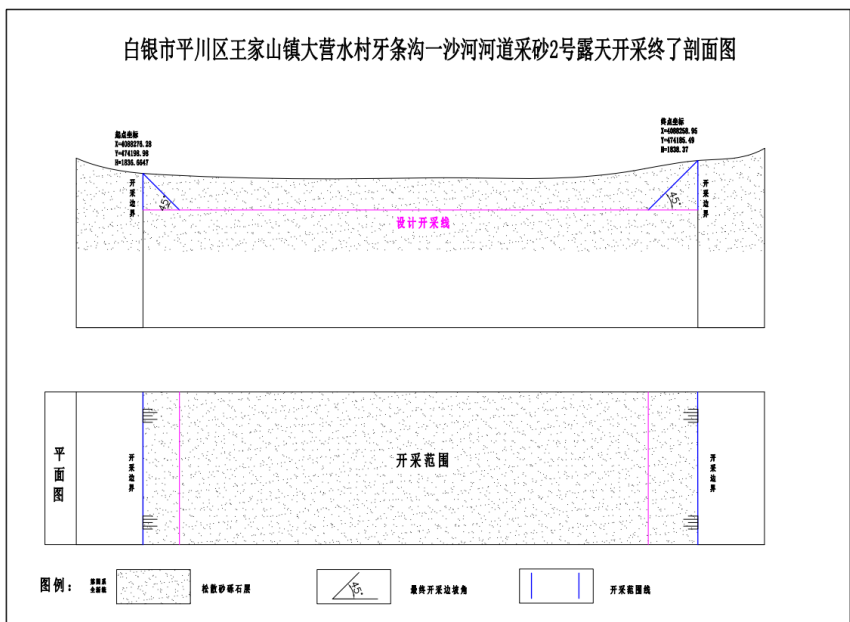 白银市平川区王家山镇大营水村牙条沟一沙河河道采砂2号露天开采终了剖面图
起点坐标
X=4088276.28
Y=474198.98
H=1836.6647
终点坐标
X=4088258.95
Y=474185.49
H=1838.37
开采边界
45°
45°
开采边界
设计开采线
平面图
开采边界
开采范围
开采边界
图例：
松散砂砾石层
45°
最终开采边坡角
开采范围线